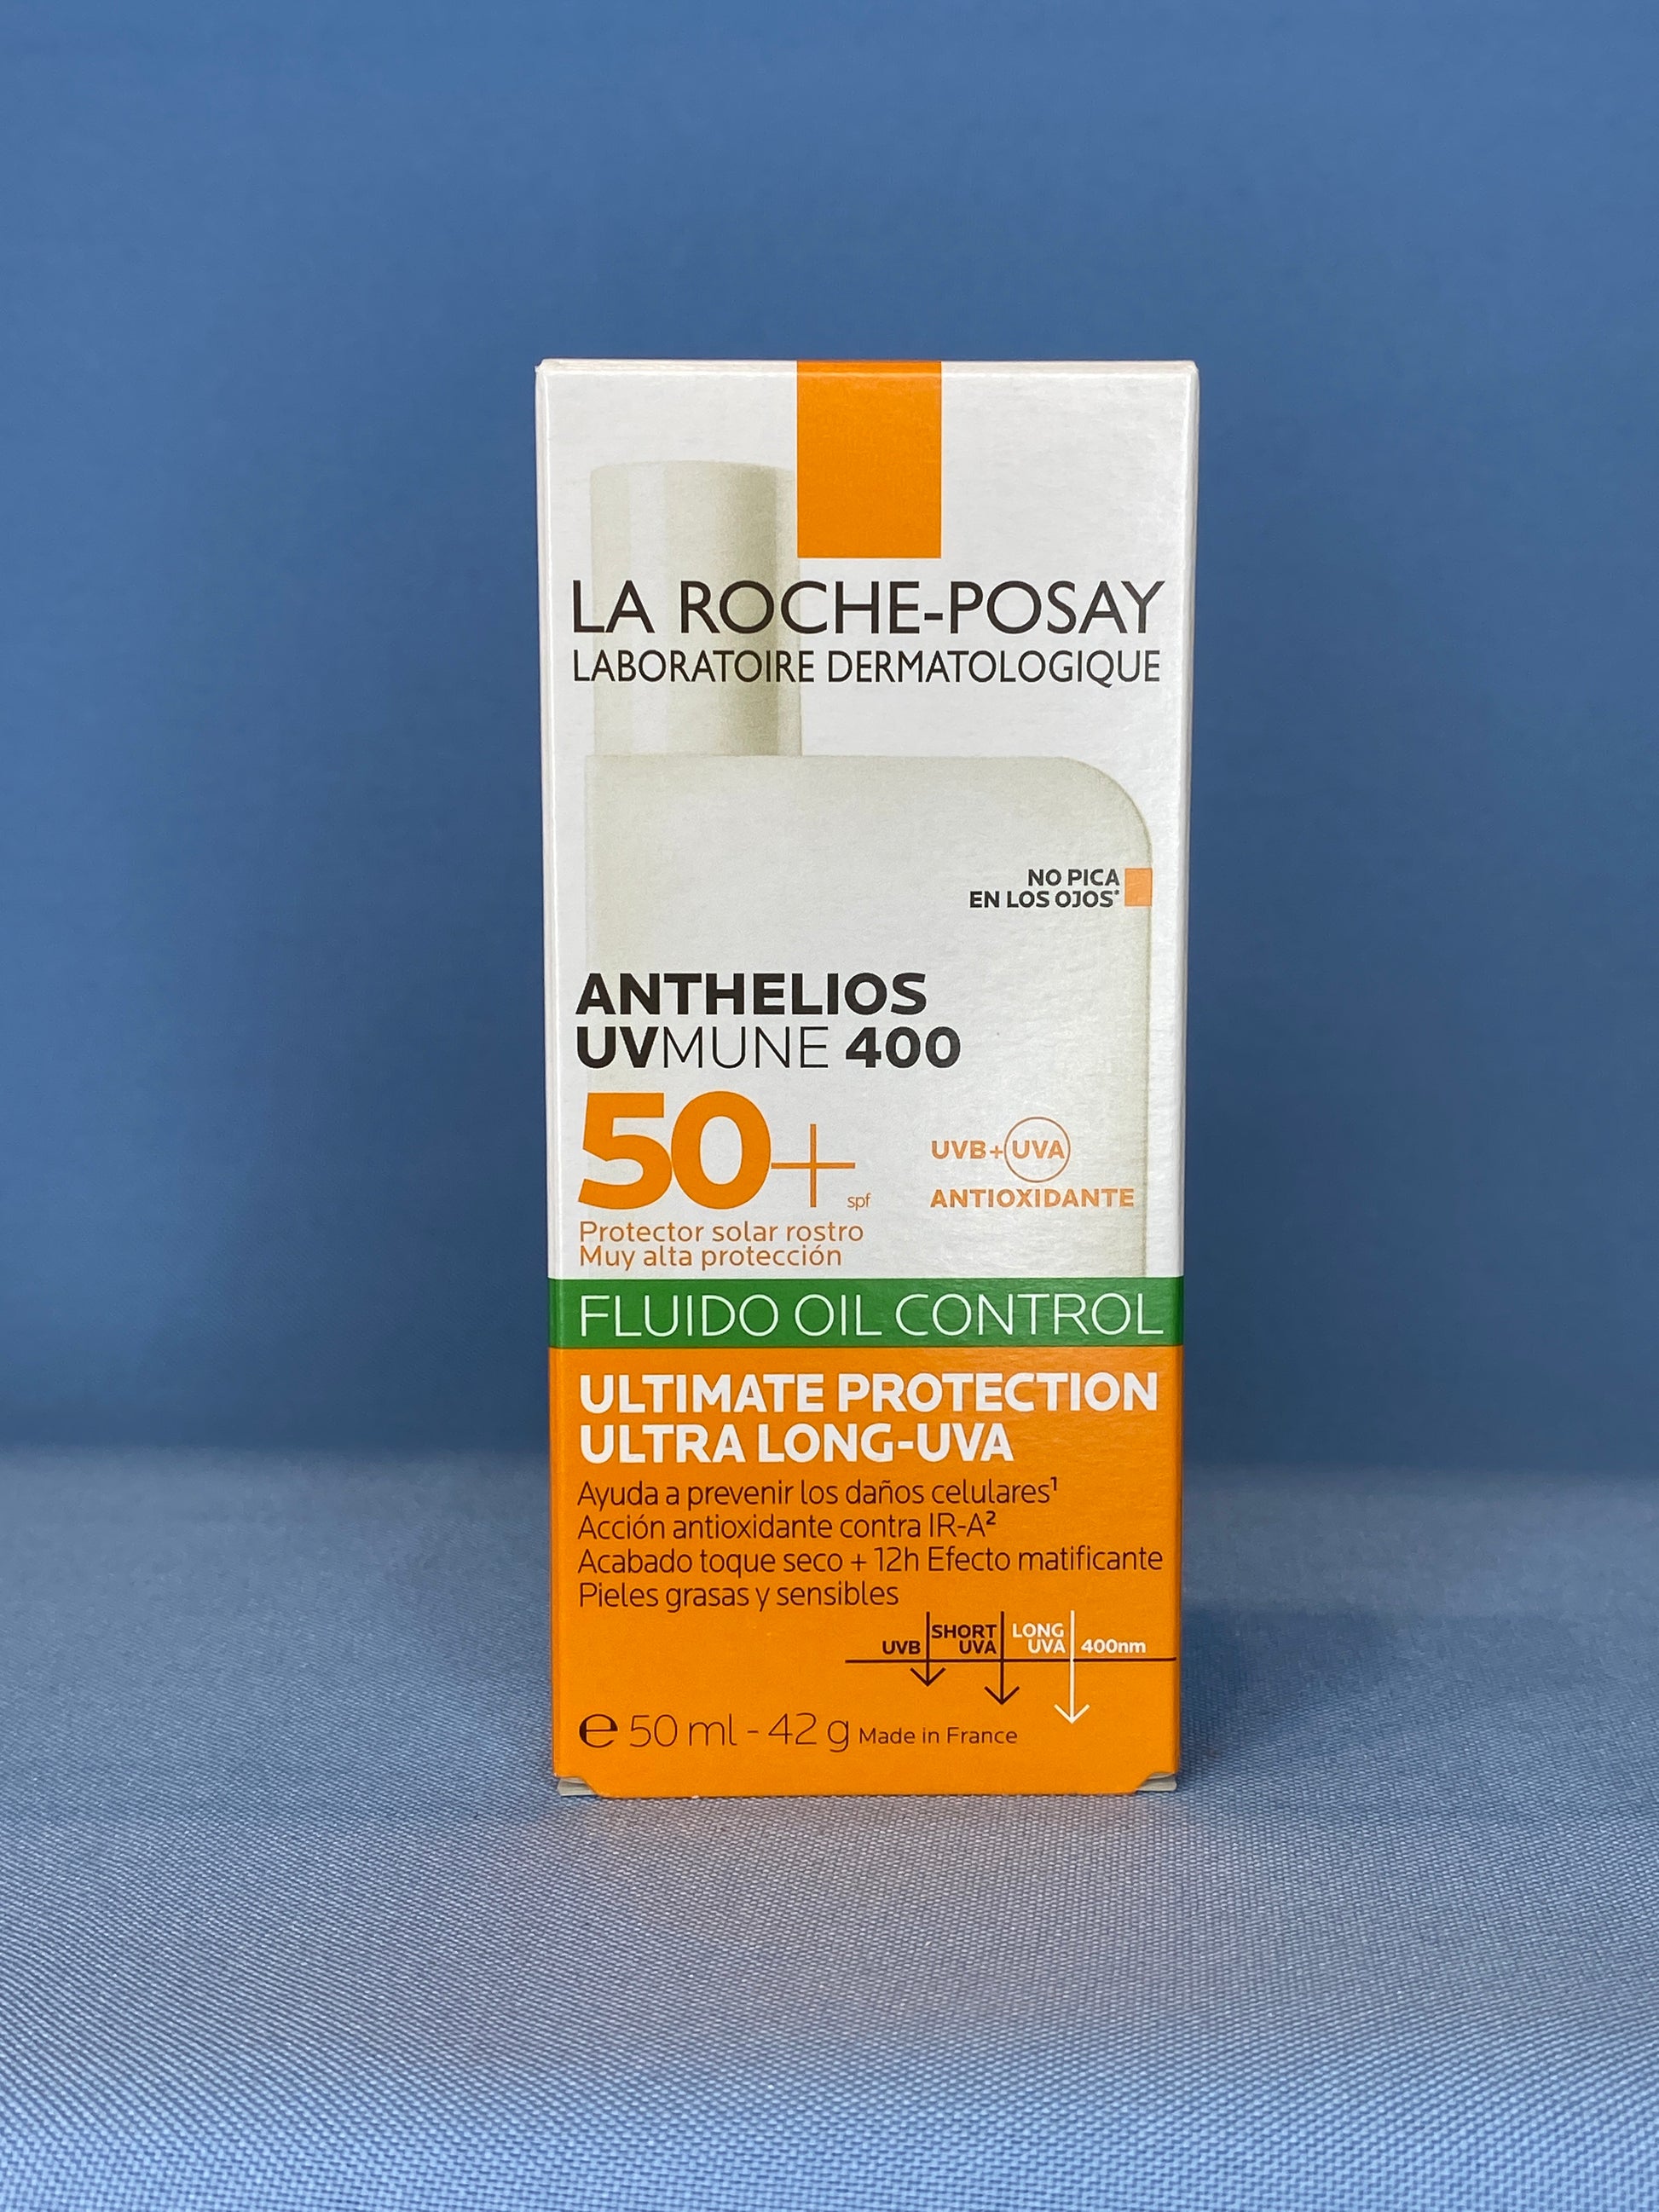 LA ROCHE-POSAY
LABORATOIRE DERMATOLOGIQUE
NO PICA
EN LOS OJOS*
ANTHELIOS
UVMUNE 400
50+ spf
UVB+UVA
ANTIOXIDANTE
Protector solar rostro
Muy alta protección
FLUIDO OIL CONTROL
ULTIMATE PROTECTION
ULTRA LONG-UVA
Ayuda a prevenir los daños celulares¹
Acción antioxidante contra IR-A²
Acabado toque seco + 12h Efecto matificante
Pieles grasas y sensibles
UVB
SHORT
UVA
LONG
UVA
400nm
℮ 50 ml - 42 g Made in France